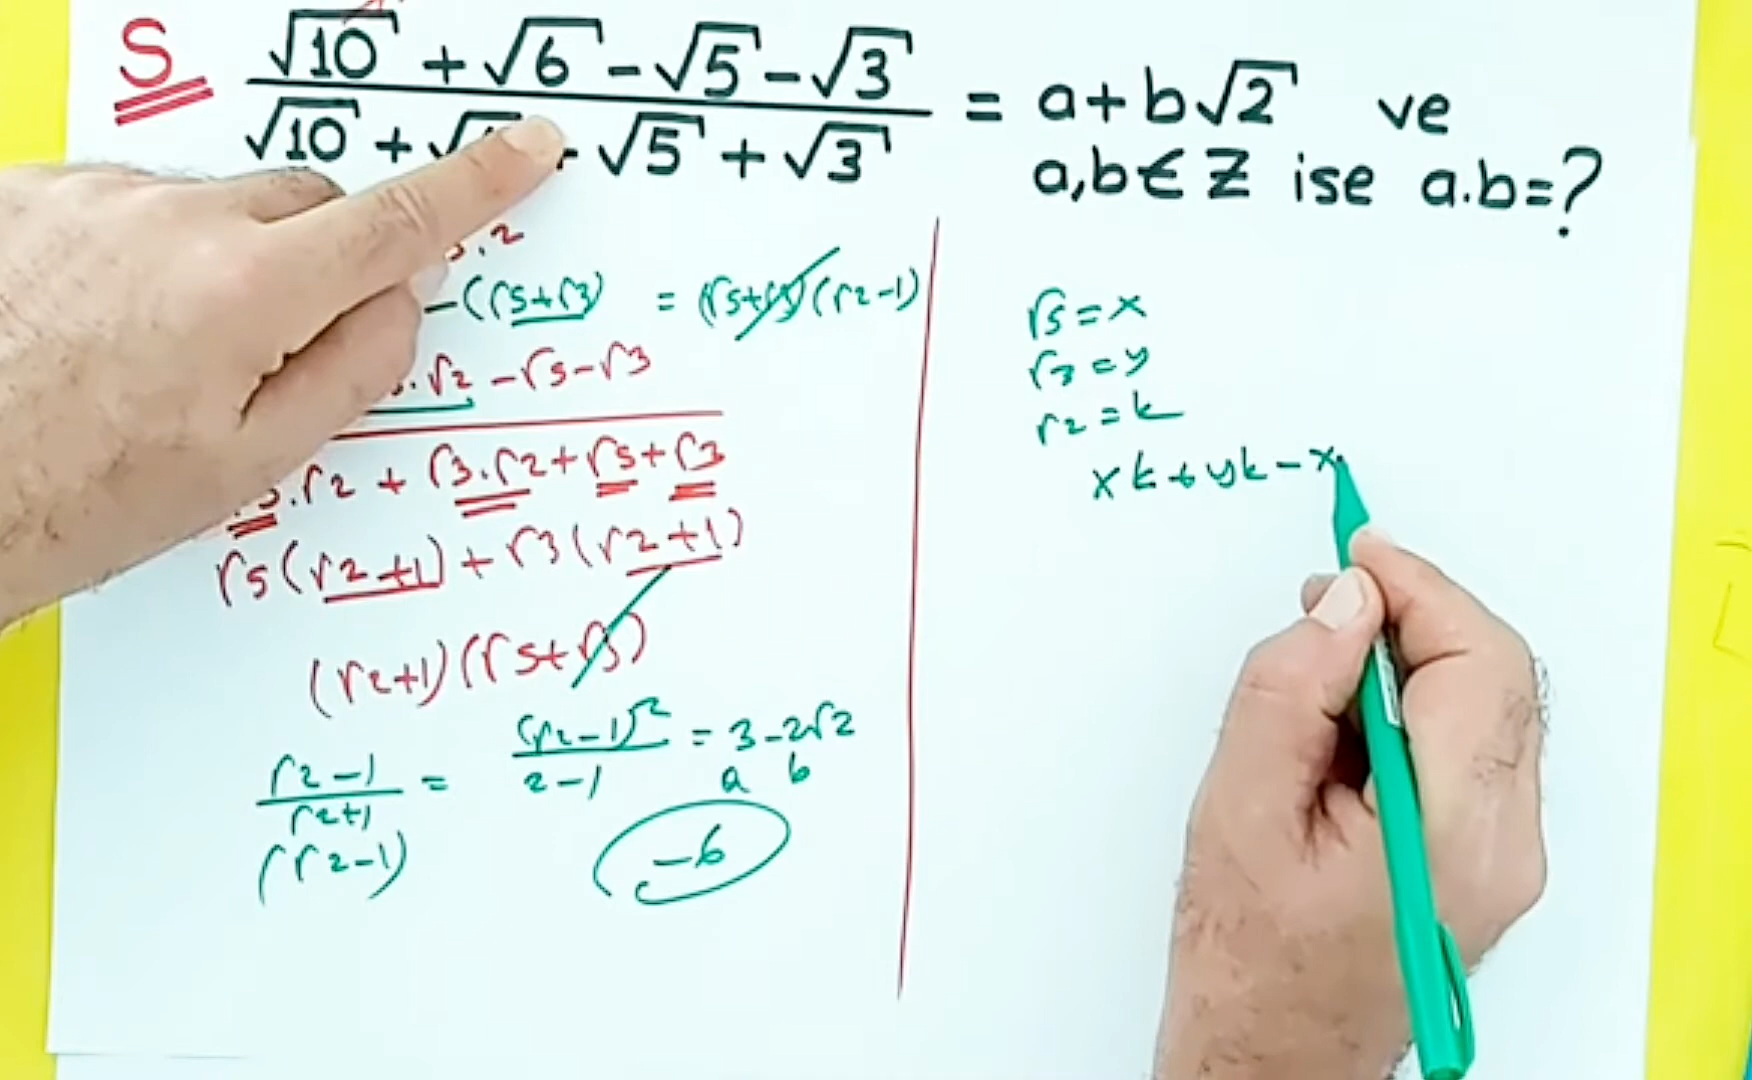 S
√10 + √6 - √5 - √3
√10 + √ + √5 + √3
= a+b√2 ve
a,b∈Z ise a.b=?
.2
-(√5+√3) = (√5+√3)(√2-1)
.√2 -√5-√3
.√2 + √3.√2+√5+√3
√5(√2+1)+√3(√2+1)
(√2+1)(√5+√3)
√2-1
√2+1
(√2-1)
=
(√2-1)²
2-1
= 3-2√2
a b
-6
√5=x
√3=y
√2=k
xk+yk-x